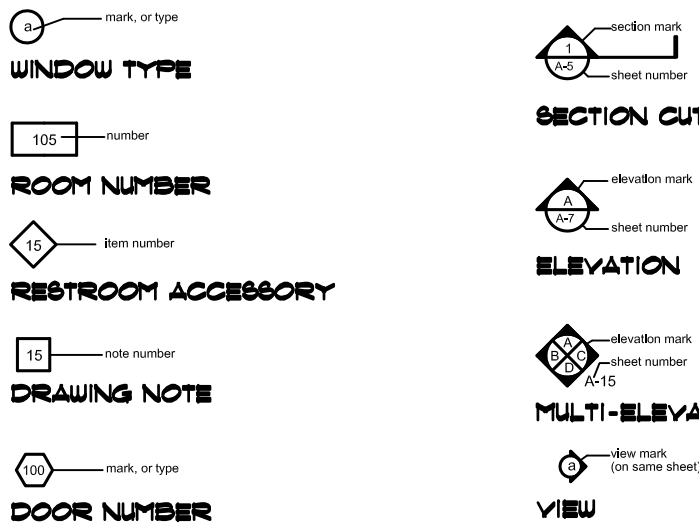 a
mark, or type
WINDOW TYPE
105
number
ROOM NUMBER
15
item number
RESTROOM ACCESSORY
15
note number
DRAWING NOTE
100
mark, or type
DOOR NUMBER
section mark
1
A-5
sheet number
SECTION CUT
elevation mark
A
A-7
sheet number
ELEVATION
elevation mark
A
B C
D
sheet number
A-15
MULTI-ELEVA
view mark
a
(on same sheet)
VIEW